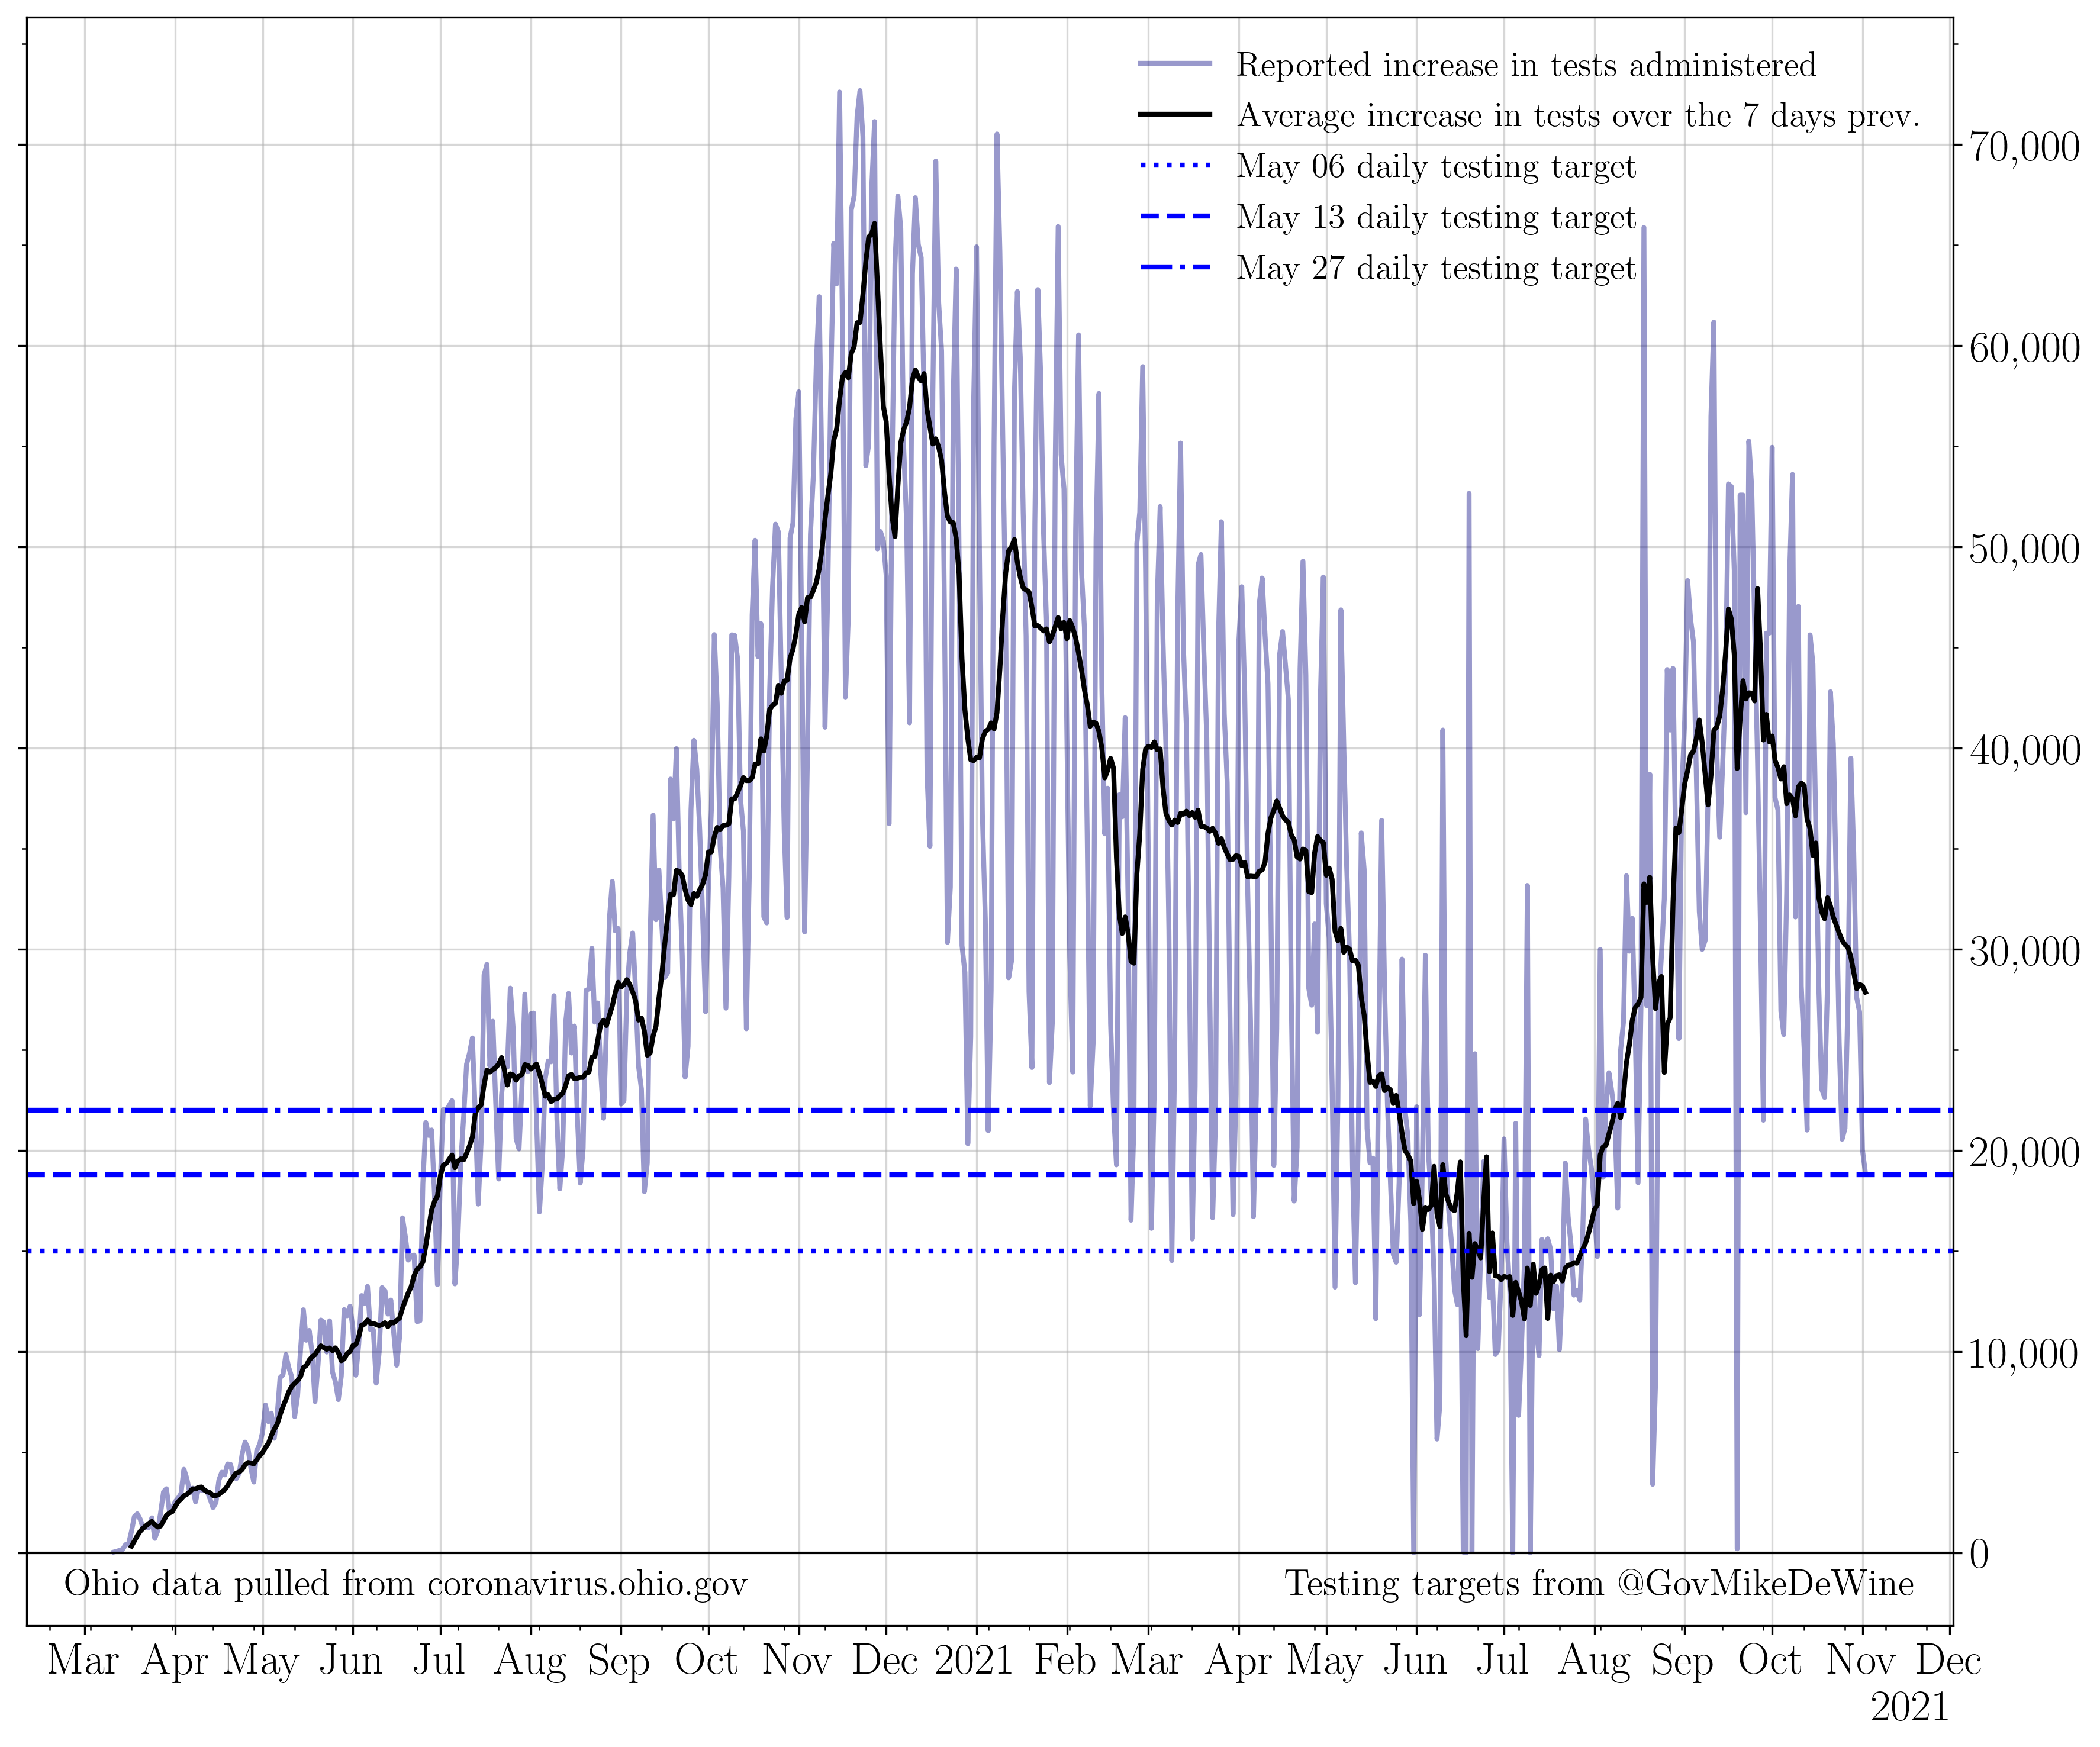 Reported increase in tests administered
Average increase in tests over the 7 days prev.
May 06 daily testing target
May 13 daily testing target
May 27 daily testing target
70,000
60,000
50,000
40,000
30,000
20,000
10,000
0
Ohio data pulled from coronavirus.ohio.gov
Testing targets from @GovMikeDeWine
Mar Apr May Jun Jul Aug Sep Oct Nov Dec 2021 Feb Mar Apr May Jun Jul Aug Sep Oct Nov Dec
2021